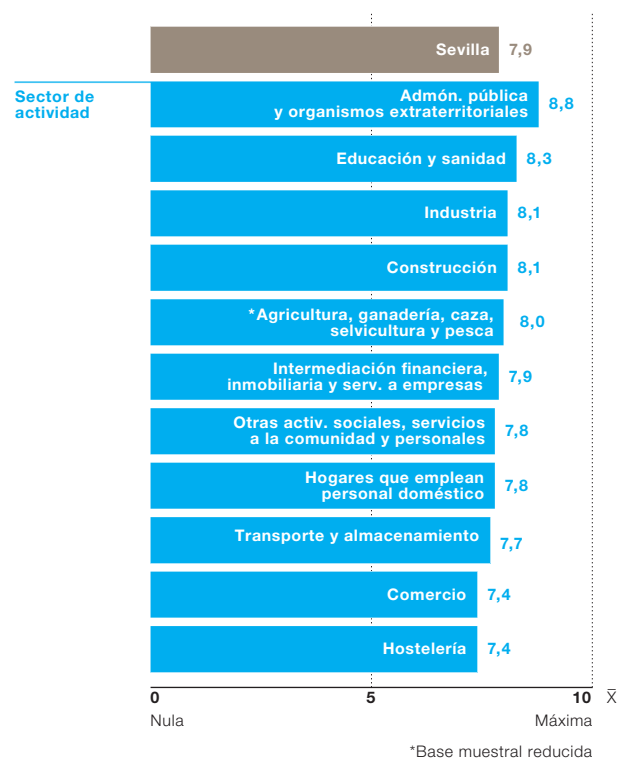 Sevilla 7,9
Sector de
actividad
Admón. pública
y organismos extraterritoriales 8,8
Educación y sanidad 8,3
Industria 8,1
Construcción 8,1
*Agricultura, ganadería, caza,
selvicultura y pesca 8,0
Intermediación financiera,
inmobiliaria y serv. a empresas 7,9
Otras activ. sociales, servicios
a la comunidad y personales 7,8
Hogares que emplean
personal doméstico 7,8
Transporte y almacenamiento 7,7
Comercio 7,4
Hostelería 7,4
0 5 10 X̅
Nula Máxima
*Base muestral reducida